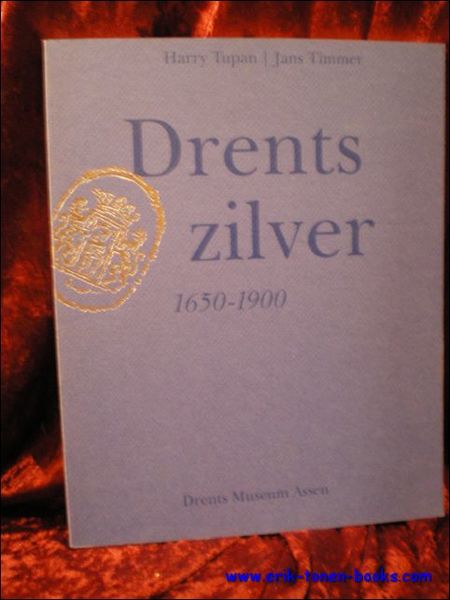 Harry Tupan | Jans Timmer
Drents
zilver
1650-1900
Drents Museum Assen
www.erik-tonen-books.com